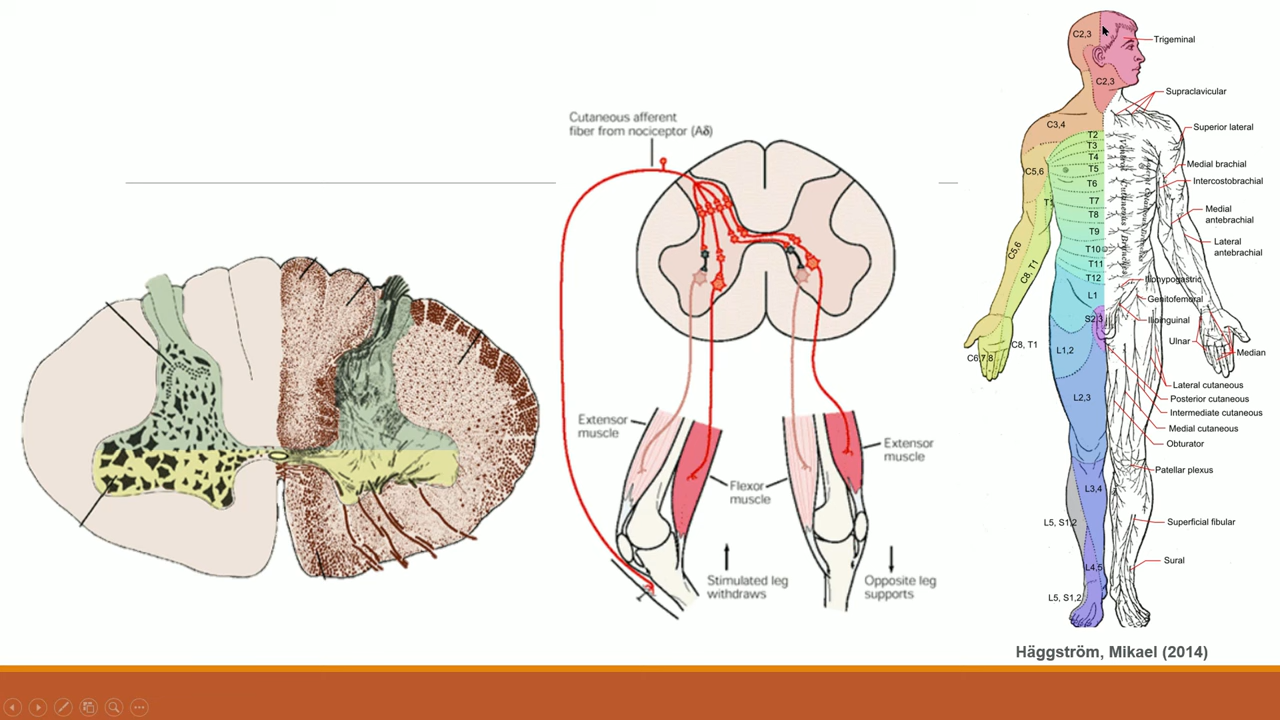 Cutaneous afferent
fiber from nociceptor (Aδ)
Extensor
muscle
Flexor
muscle
Extensor
muscle
Stimulated leg
withdraws
Opposite leg
supports
C2,3
C2,3
C3,4
T2
T3
T4
T5
T6
T7
T8
T9
T10
T11
T12
C5,6
T1
C5,6
C8, T1
C8, T1
C6,7,8
L1
S2,3
L1,2
L2,3
L3,4
L5, S1,2
L4,5
L5, S1,2
Trigeminal
Supraclavicular
Superior lateral
Medial brachial
Intercostobrachial
Medial
antebrachial
Lateral
antebrachial
Iliohypogastric
Genitofemoral
Ilioinguinal
Ulnar
Median
Lateral cutaneous
Posterior cutaneous
Intermediate cutaneous
Medial cutaneous
Obturator
Patellar plexus
Superficial fibular
Sural
Häggström, Mikael (2014)